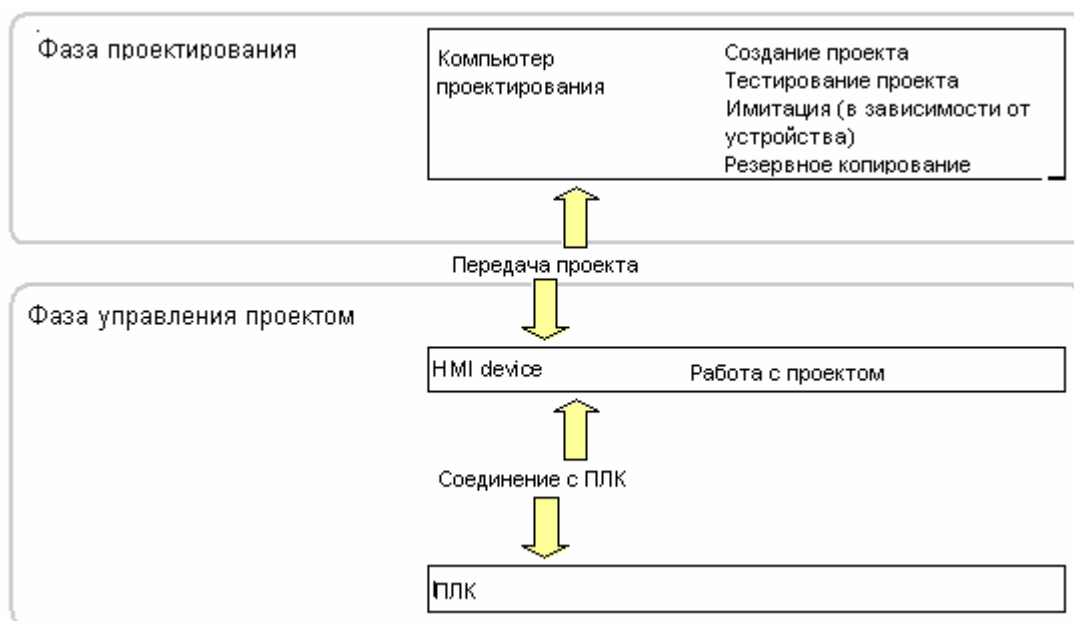 Фаза проектирования
Компьютер
проектирования
Создание проекта
Тестирование проекта
Имитация (в зависимости от
устройства)
Резервное копирование
Передача проекта
Фаза управления проектом
HMI device
Работа с проектом
Соединение с ПЛК
ПЛК